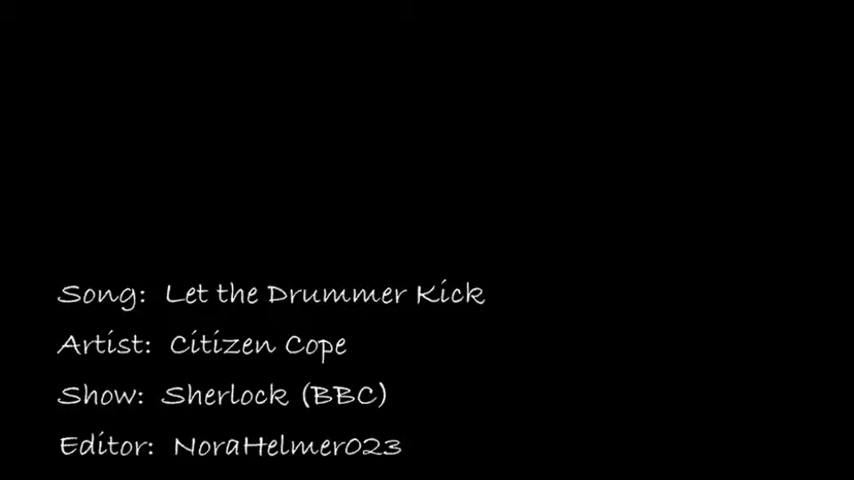 Song: Let the Drummer Kick
Artist: Citizen Cope
Show: Sherlock (BBC)
Editor: NoraHelmer023